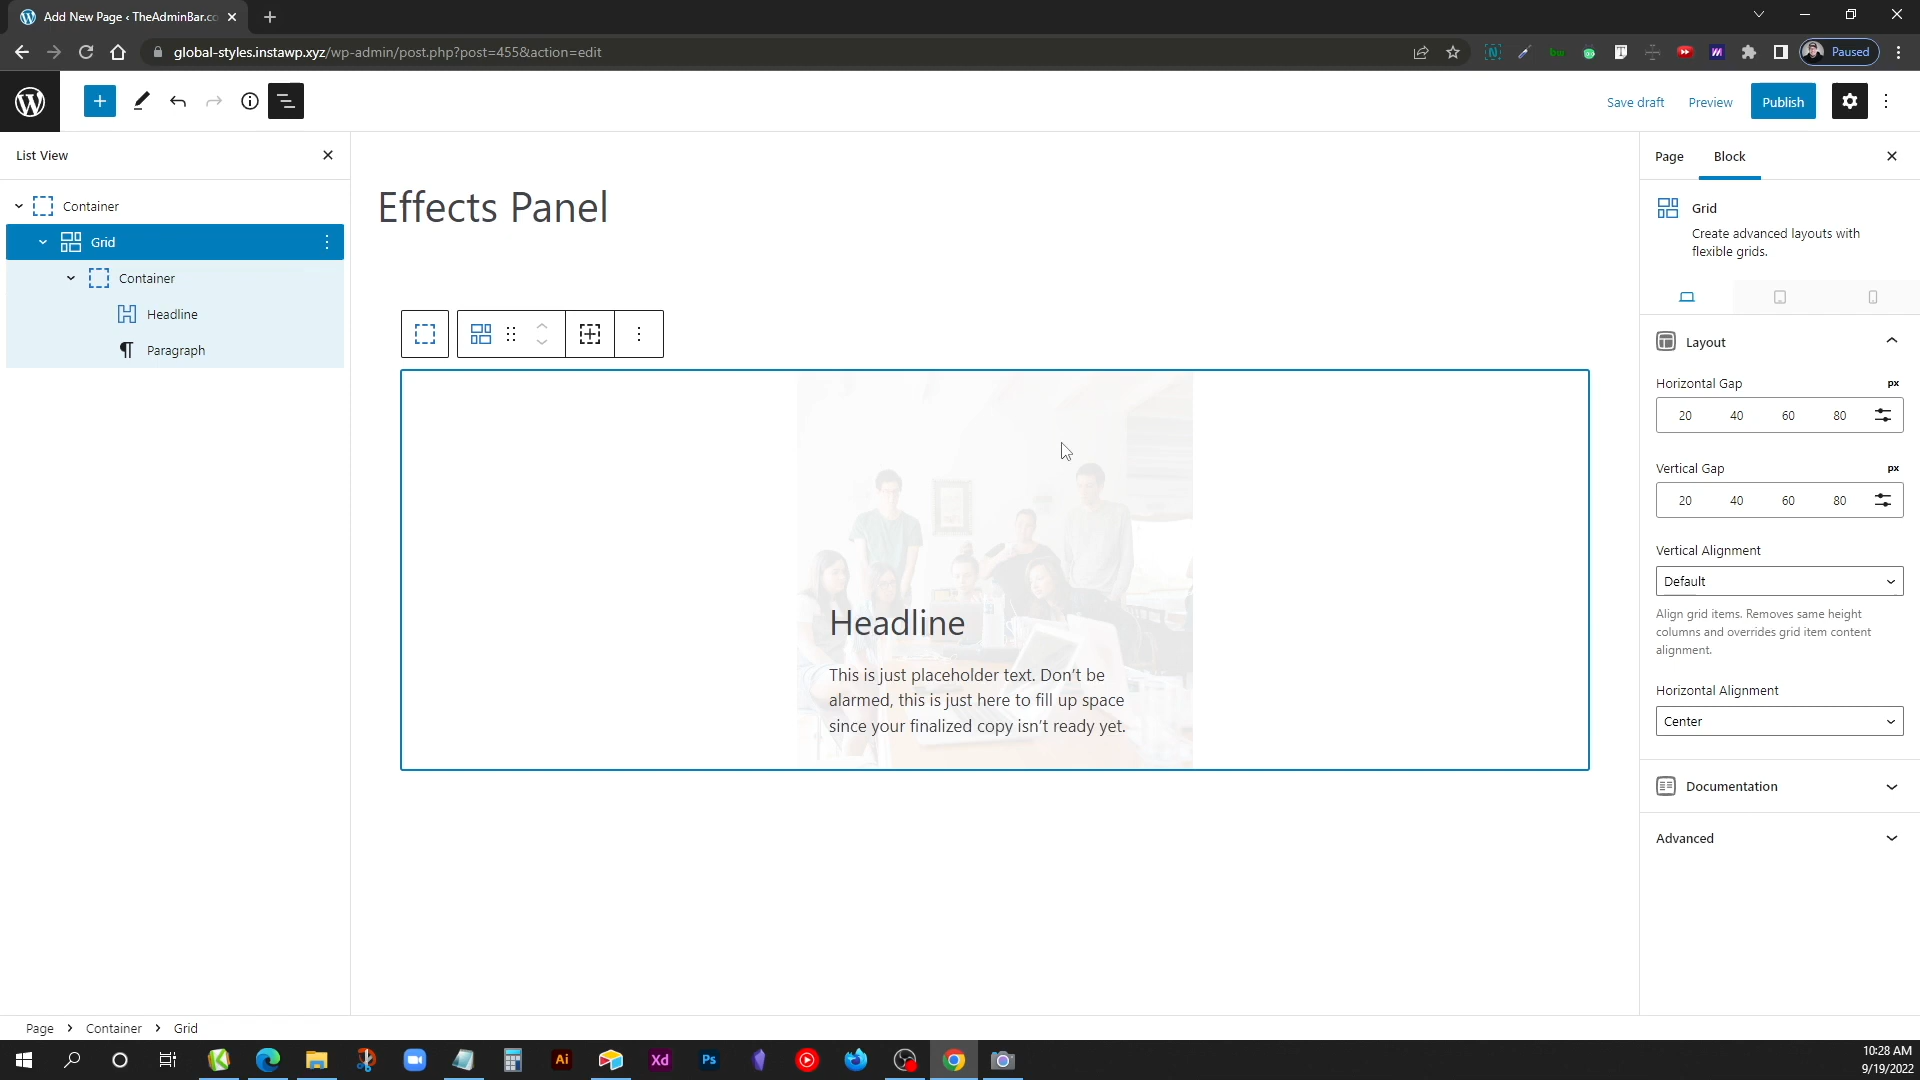 Add New Page ‹ TheAdminBar.co
global-styles.instawp.xyz/wp-admin/post.php?post=455&action=edit
Paused
Save draft
Preview
Publish
List View
Container
Grid
Container
Headline
Paragraph
Effects Panel
Headline
This is just placeholder text. Don't be
alarmed, this is just here to fill up space
since your finalized copy isn't ready yet.
Page
Block
Grid
Create advanced layouts with
flexible grids.
Layout
Horizontal Gap
px
20 40 60 80
Vertical Gap
px
20 40 60 80
Vertical Alignment
Default
Align grid items. Removes same height
columns and overrides grid item content
alignment.
Horizontal Alignment
Center
Documentation
Advanced
Page > Container > Grid
Ai
Xd
Ps
10:28 AM
9/19/2022